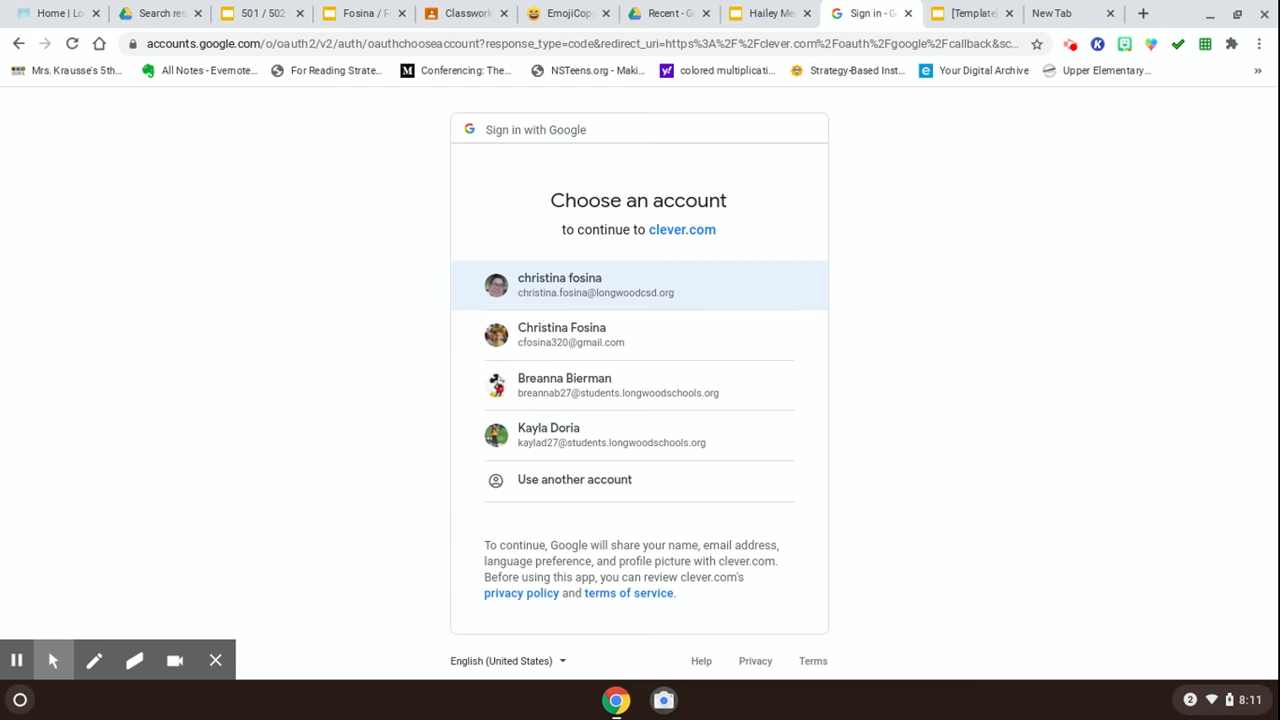 Home | Lo
Search res
501 / 502
Fosina / F
Classwork
EmojiCop
Recent - G
Hailey Me
Sign in - G
[Template
New Tab
accounts.google.com/o/oauth2/v2/auth/oauthchooseaccount?response_type=code&redirect_uri=https%3A%2F%2Fclever.com%2Foauth%2Fgoogle%2Fcallback&sc...
Mrs. Krausse's 5th...
All Notes - Evernote...
For Reading Strate...
Conferencing: The...
NSTeens.org - Maki...
colored multiplicati...
Strategy-Based Inst...
Your Digital Archive
Upper Elementary...
»
Sign in with Google
Choose an account
to continue to clever.com
christina fosina
christina.fosina@longwoodcsd.org
Christina Fosina
cfosina320@gmail.com
Breanna Bierman
breannab27@students.longwoodschools.org
Kayla Doria
kaylad27@students.longwoodschools.org
Use another account
To continue, Google will share your name, email address,
language preference, and profile picture with clever.com.
Before using this app, you can review clever.com's
privacy policy and terms of service.
English (United States)
Help
Privacy
Terms
2
8:11